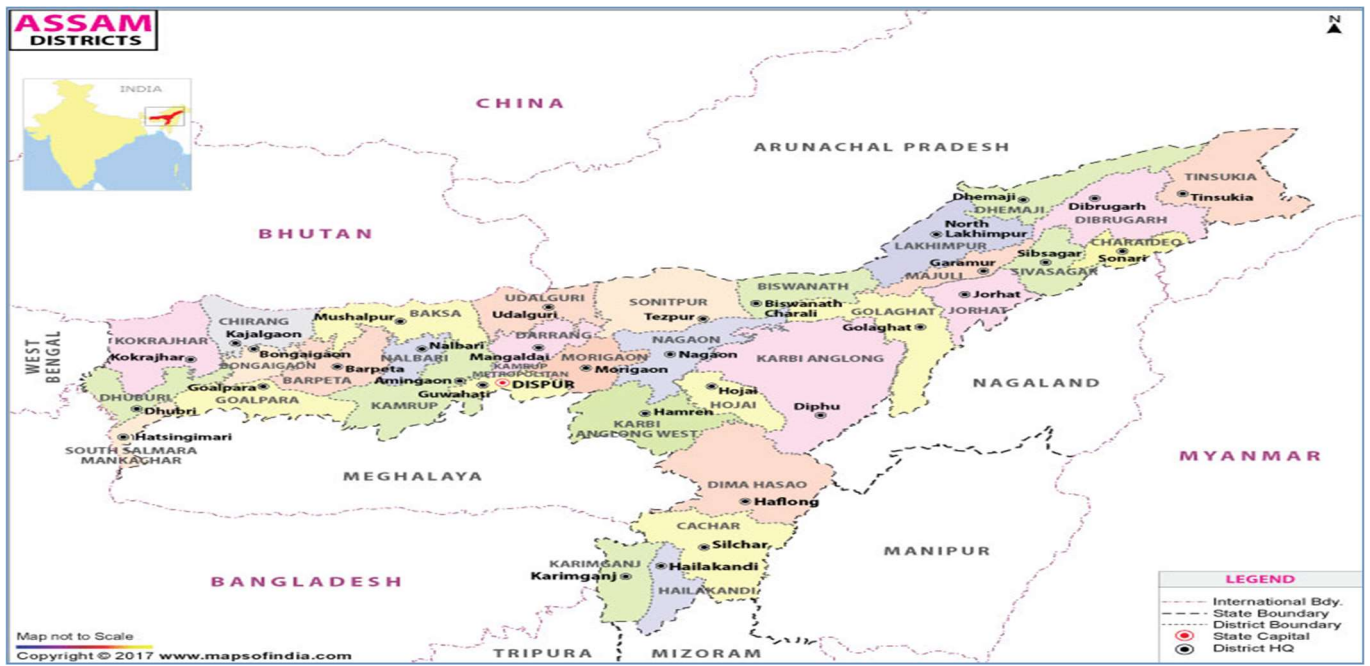 ASSAM
DISTRICTS
N
INDIA
CHINA
ARUNACHAL PRADESH
BHUTAN
TINSUKIA
Tinsukia
Dhemaji
DHEMAJI
Dibrugarh
DIBRUGARH
North
Lakhimpur
LAKHIMPUR
CHARAIDEO
Sonari
Sibsagar
SIVASAGAR
Garamur
MAJULI
Jorhat
JORHAT
BISWANATH
Biswanath
Charali
GOLAGHAT
Golaghat
SONITPUR
Tezpur
UDALGURI
Udalguri
BAKSA
Mushalpur
CHIRANG
Kajalgaon
KOKRAJHAR
Kokrajhar
WEST
BENGAL
Bongaigaon
BONGAIGAON
Barpeta
BARPETA
Nalbari
NALBARI
DARRANG
Mangaldai
KAMRUP
METROPOLITAN
DISPUR
Amingaon
Guwahati
KAMRUP
MORIGAON
Morigaon
NAGAON
Nagaon
KARBI ANGLONG
Diphu
Hojai
HOJAI
Hamren
KARBI
ANGLONG WEST
Goalpara
GOALPARA
DHUBURI
Dhubri
Hatsingimari
SOUTH SALMARA
MANKACHAR
MEGHALAYA
NAGALAND
MYANMAR
DIMA HASAO
Haflong
CACHAR
Silchar
KARIMGANJ
Karimganj
Hailakandi
HAILAKANDI
MANIPUR
BANGLADESH
TRIPURA
MIZORAM
LEGEND
International Bdy.
State Boundary
District Boundary
State Capital
District HQ
Map not to Scale
Copyright © 2017 www.mapsofindia.com